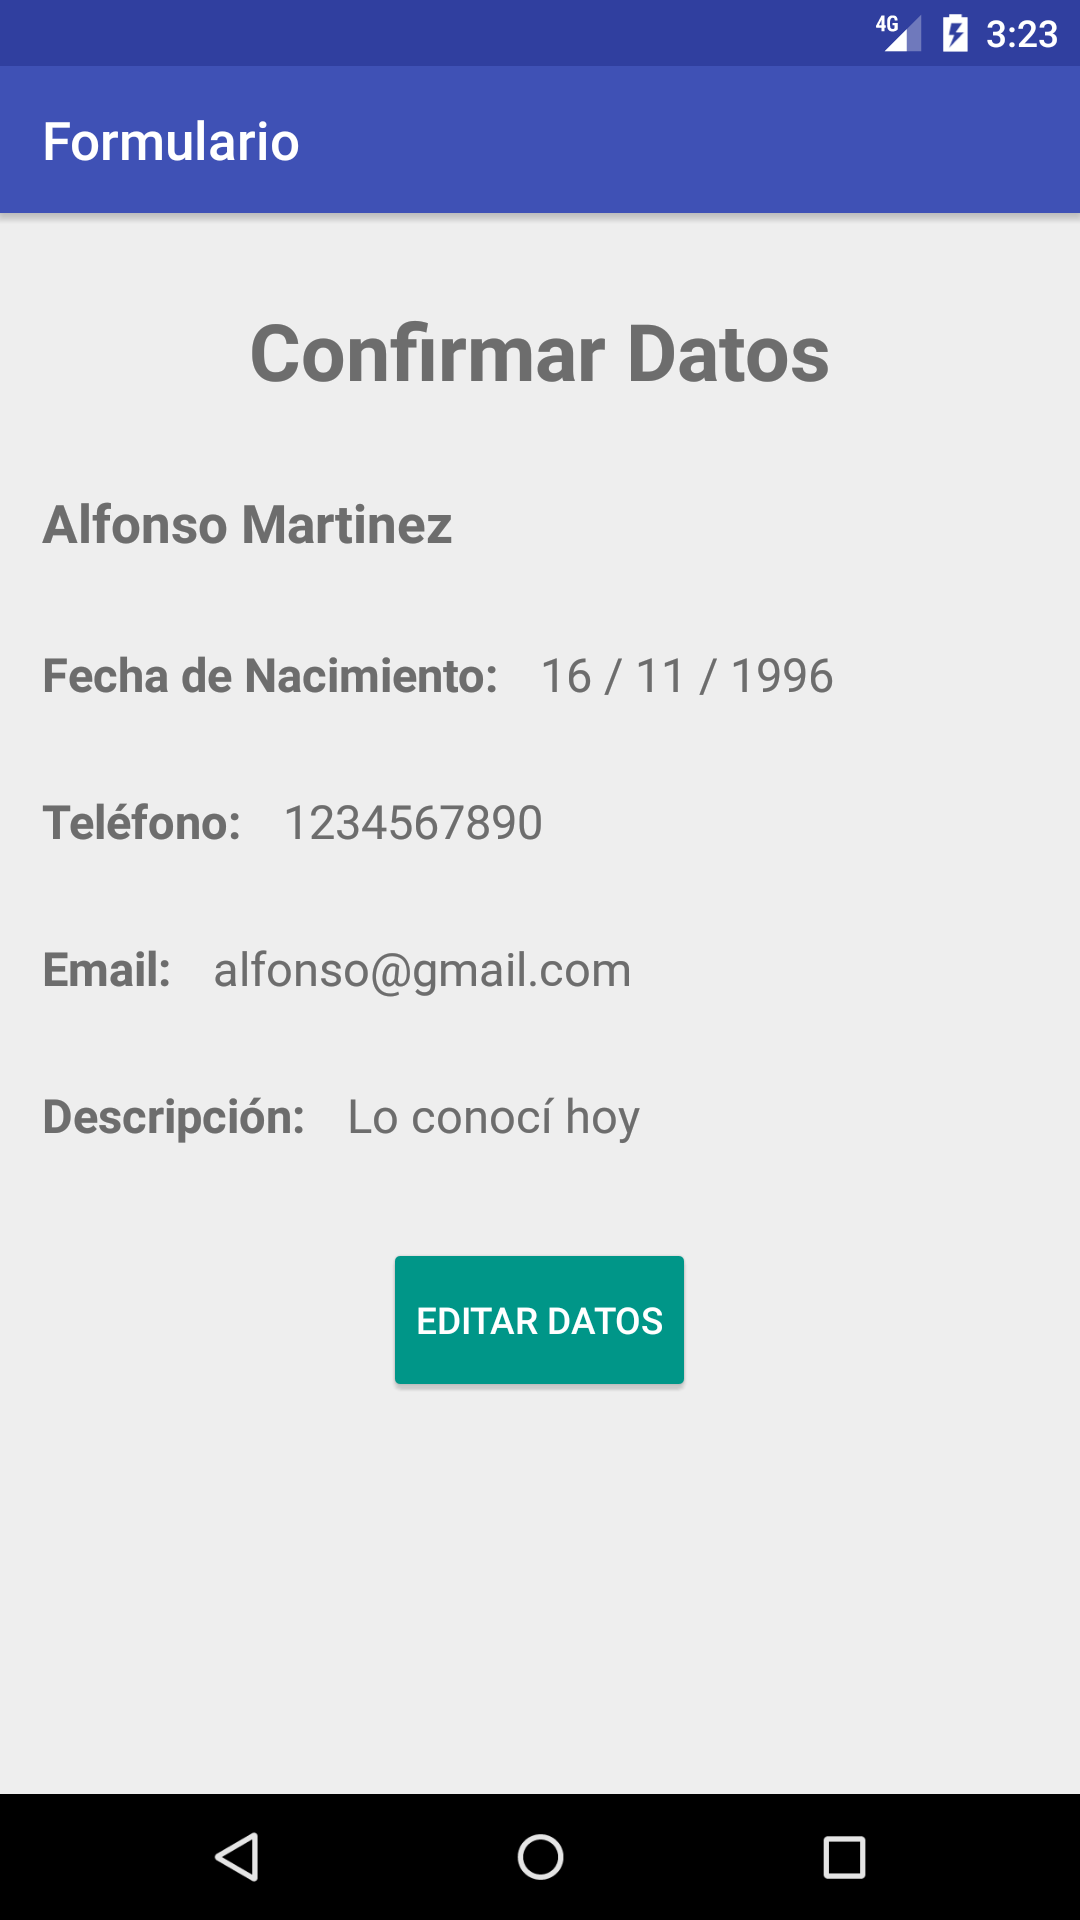 4G 3:23
Formulario
Confirmar Datos
Alfonso Martinez
Fecha de Nacimiento: 16 / 11 / 1996
Teléfono: 1234567890
Email: alfonso@gmail.com
Descripción: Lo conocí hoy
EDITAR DATOS